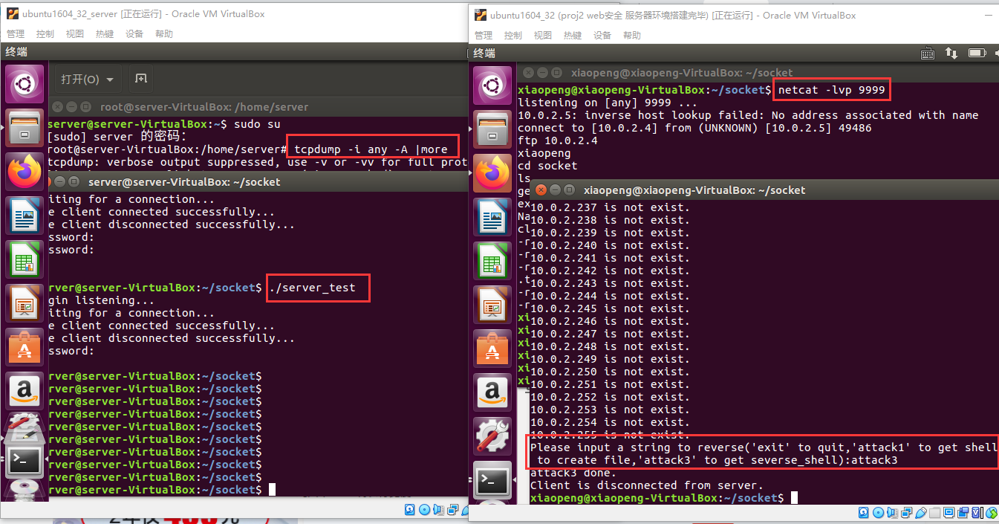 ubuntu1604_32_server [正在运行] - Oracle VM VirtualBox
管理 控制 视图 热键 设备 帮助
终端
打开(O)
root@server-VirtualBox: /home/server
server@server-VirtualBox:~$ sudo su
[sudo] server 的密码:
root@server-VirtualBox:/home/server# tcpdump -i any -A |more
tcpdump: verbose output suppressed, use -v or -vv for full prot
server@server-VirtualBox: ~/socket
iting for a connection...
e client connected successfully...
e client disconnected successfully...
ssword:
ssword:
rver@server-VirtualBox:~/socket$ ./server_test
gin listening...
iting for a connection...
e client connected successfully...
e client disconnected successfully...
ssword:
rver@server-VirtualBox:~/socket$
rver@server-VirtualBox:~/socket$
rver@server-VirtualBox:~/socket$
rver@server-VirtualBox:~/socket$
rver@server-VirtualBox:~/socket$
rver@server-VirtualBox:~/socket$
rver@server-VirtualBox:~/socket$
rver@server-VirtualBox:~/socket$
rver@server-VirtualBox:~/socket$
rver@server-VirtualBox:~/socket$
ubuntu1604_32 (proj2 web安全 服务器环境搭建完毕) [正在运行] - Oracle VM VirtualBox
管理 控制 视图 热键 设备 帮助
终端
xiaopeng@xiaopeng-VirtualBox: ~/socket
xiaopeng@xiaopeng-VirtualBox:~/socket$ netcat -lvp 9999
listening on [any] 9999 ...
10.0.2.5: inverse host lookup failed: No address associated with name
connect to [10.0.2.4] from (UNKNOWN) [10.0.2.5] 49486
ftp 10.0.2.4
xiaopeng
cd socket
ls
ge
ex
Na
cl
xiaopeng@xiaopeng-VirtualBox: ~/socket
10.0.2.237 is not exist.
10.0.2.238 is not exist.
10.0.2.239 is not exist.
10.0.2.240 is not exist.
10.0.2.241 is not exist.
10.0.2.242 is not exist.
10.0.2.243 is not exist.
10.0.2.244 is not exist.
10.0.2.245 is not exist.
10.0.2.246 is not exist.
10.0.2.247 is not exist.
10.0.2.248 is not exist.
10.0.2.249 is not exist.
10.0.2.250 is not exist.
10.0.2.251 is not exist.
10.0.2.252 is not exist.
10.0.2.253 is not exist.
10.0.2.254 is not exist.
10.0.2.255 is not exist.
Please input a string to reverse('exit' to quit,'attack1' to get shell
to create file,'attack3' to get severse_shell):attack3
attack3 done.
Client is disconnected from server.
xiaopeng@xiaopeng-VirtualBox:~/socket$